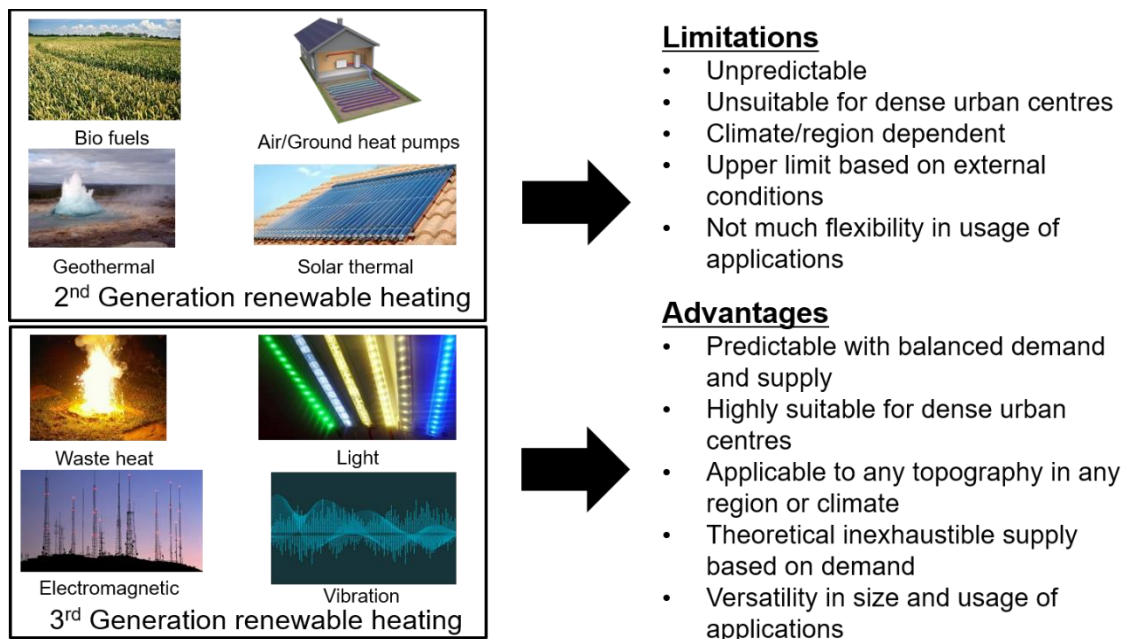 Bio fuels
Air/Ground heat pumps
Geothermal
Solar thermal
2nd Generation renewable heating
Limitations
• Unpredictable
• Unsuitable for dense urban centres
• Climate/region dependent
• Upper limit based on external
conditions
• Not much flexibility in usage of
applications
Waste heat
Light
Electromagnetic
Vibration
3rd Generation renewable heating
Advantages
• Predictable with balanced demand
and supply
• Highly suitable for dense urban
centres
• Applicable to any topography in any
region or climate
• Theoretical inexhaustible supply
based on demand
• Versatility in size and usage of
applications